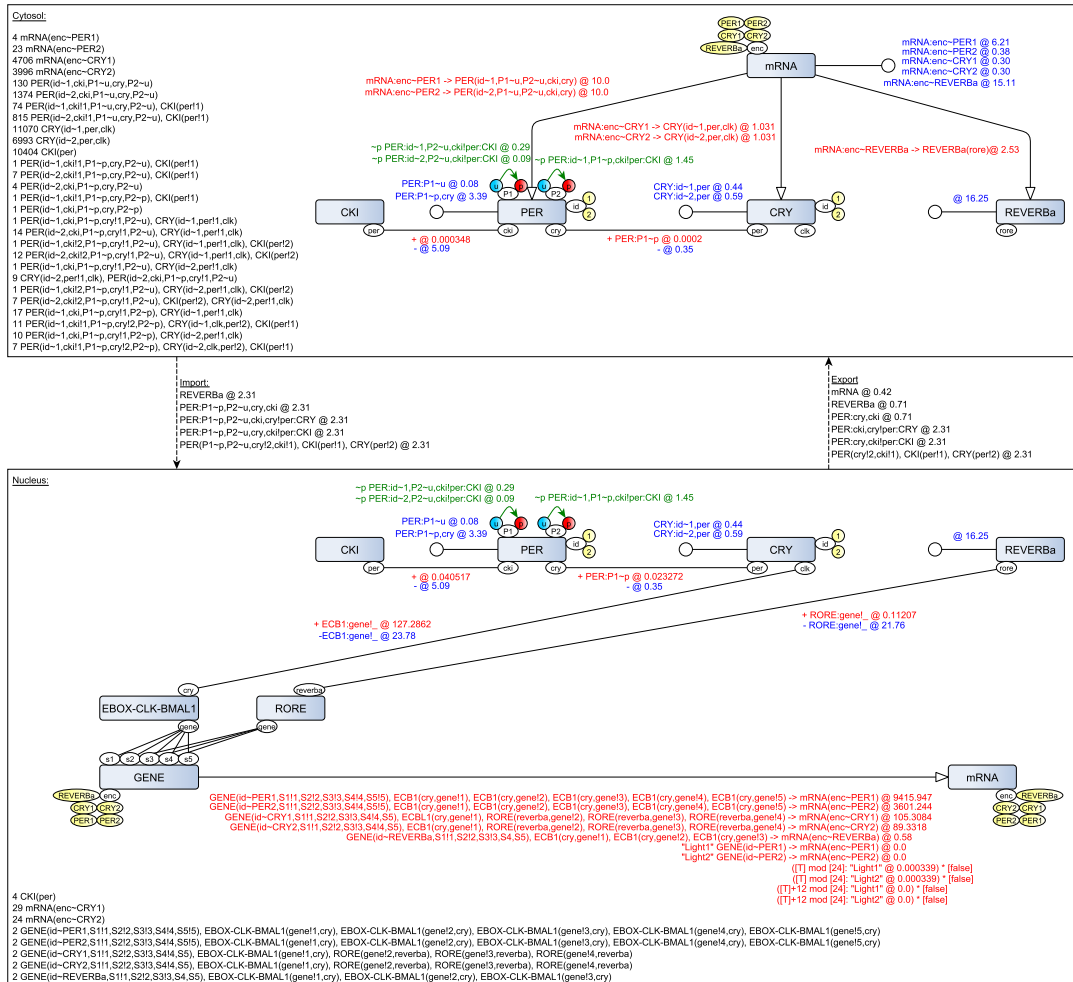 Cytosol:
4 mRNA(enc~PER1)
23 mRNA(enc~PER2)
4706 mRNA(enc~CRY1)
3996 mRNA(enc~CRY2)
130 PER(id~1,cki,P1~u,cry,P2~u)
1374 PER(id~2,cki,P1~u,cry,P2~u)
74 PER(id~1,cki!1,P1~u,cry,P2~u), CKI(per!1)
815 PER(id~2,cki!1,P1~u,cry,P2~u), CKI(per!1)
11070 CRY(id~1,per,clk)
6993 CRY(id~2,per,clk)
10404 CKI(per)
1 PER(id~1,cki!1,P1~p,cry,P2~u), CKI(per!1)
7 PER(id~2,cki!1,P1~p,cry,P2~u), CKI(per!1)
4 PER(id~2,cki,P1~p,cry,P2~u)
1 PER(id~1,cki!1,P1~p,cry,P2~p), CKI(per!1)
1 PER(id~1,cki,P1~p,cry,P2~p)
1 PER(id~1,cki,P1~p,cry!1,P2~u), CRY(id~1,per!1,clk)
14 PER(id~2,cki,P1~p,cry!1,P2~u), CRY(id~1,per!1,clk)
1 PER(id~1,cki!2,P1~p,cry!1,P2~u), CRY(id~1,per!1,clk), CKI(per!2)
12 PER(id~2,cki!2,P1~p,cry!1,P2~u), CRY(id~1,per!1,clk), CKI(per!2)
1 PER(id~1,cki,P1~p,cry!1,P2~u), CRY(id~2,per!1,clk)
9 CRY(id~2,per!1,clk), PER(id~2,cki,P1~p,cry!1,P2~u)
1 PER(id~1,cki!2,P1~p,cry!1,P2~u), CRY(id~2,per!1,clk), CKI(per!2)
7 PER(id~2,cki!2,P1~p,cry!1,P2~u), CKI(per!2), CRY(id~2,per!1,clk)
17 PER(id~1,cki,P1~p,cry!1,P2~p), CRY(id~1,per!1,clk)
11 PER(id~1,cki!1,P1~p,cry!2,P2~p), CRY(id~1,clk,per!2), CKI(per!1)
10 PER(id~1,cki,P1~p,cry!1,P2~p), CRY(id~2,per!1,clk)
7 PER(id~1,cki!1,P1~p,cry!2,P2~p), CRY(id~2,clk,per!2), CKI(per!1)
PER1 PER2
CRY1 CRY2
REVERBa enc
mRNA
mRNA:enc~PER1 @ 6.21
mRNA:enc~PER2 @ 0.38
mRNA:enc~CRY1 @ 0.30
mRNA:enc~CRY2 @ 0.30
mRNA:enc~REVERBa @ 15.11
mRNA:enc~PER1 -> PER(id~1,P1~u,P2~u,cki,cry) @ 10.0
mRNA:enc~PER2 -> PER(id~2,P1~u,P2~u,cki,cry) @ 10.0
mRNA:enc~CRY1 -> CRY(id~1,per,clk) @ 1.031
mRNA:enc~CRY2 -> CRY(id~2,per,clk) @ 1.031
mRNA:enc~REVERBa -> REVERBa(rore)@ 2.53
~p PER:id~1,P2~u,cki!per:CKI @ 0.29
~p PER:id~2,P2~u,cki!per:CKI @ 0.09
~p PER:id~1,P1~p,cki!per:CKI @ 1.45
PER:P1~u @ 0.08
PER:P1~p,cry @ 3.39
u p u p
P1 P2
CRY:id~1,per @ 0.44
CRY:id~2,per @ 0.59
@ 16.25
CKI PER id 1 2 CRY id 1 2 REVERBa
per cki cry per clk rore
+ @ 0.000348
- @ 5.09
+ PER:P1~p @ 0.0002
- @ 0.35
Import:
REVERBa @ 2.31
PER:P1~p,P2~u,cry,cki @ 2.31
PER:P1~p,P2~u,cki,cry!per:CRY @ 2.31
PER:P1~p,P2~u,cry,cki!per:CKI @ 2.31
PER(P1~p,P2~u,cry!2,cki!1), CKI(per!1), CRY(per!2) @ 2.31
Export
mRNA @ 0.42
REVERBa @ 0.71
PER:cry,cki @ 0.71
PER:cki,cry!per:CRY @ 2.31
PER:cry,cki!per:CKI @ 2.31
PER(cry!2,cki!1), CKI(per!1), CRY(per!2) @ 2.31
Nucleus:
~p PER:id~1,P2~u,cki!per:CKI @ 0.29
~p PER:id~2,P2~u,cki!per:CKI @ 0.09
~p PER:id~1,P1~p,cki!per:CKI @ 1.45
PER:P1~u @ 0.08
PER:P1~p,cry @ 3.39
u p u p
P1 P2
CRY:id~1,per @ 0.44
CRY:id~2,per @ 0.59
@ 16.25
CKI PER id 1 2 CRY id 1 2 REVERBa
per cki cry per clk rore
+ @ 0.040517
- @ 5.09
+ PER:P1~p @ 0.023272
- @ 0.35
+ ECB1:gene!_ @ 127.2862
-ECB1:gene!_ @ 23.78
+ RORE:gene!_ @ 0.11207
- RORE:gene!_ @ 21.76
cry reverba
EBOX-CLK-BMAL1 RORE
gene gene
s1 s2 s3 s4 s5
GENE mRNA
REVERBa enc
CRY1 CRY2
PER1 PER2
enc REVERBa
CRY2 CRY1
PER2 PER1
GENE(id~PER1,S1!1,S2!2,S3!3,S4!4,S5!5), ECB1(cry,gene!1), ECB1(cry,gene!2), ECB1(cry,gene!3), ECB1(cry,gene!4), ECB1(cry,gene!5) -> mRNA(enc~PER1) @ 9415.947
GENE(id~PER2,S1!1,S2!2,S3!3,S4!4,S5!5), ECB1(cry,gene!1), ECB1(cry,gene!2), ECB1(cry,gene!3), ECB1(cry,gene!4), ECB1(cry,gene!5) -> mRNA(enc~PER2) @ 3601.244
GENE(id~CRY1,S1!1,S2!2,S3!3,S4!4,S5), ECBL1(cry,gene!1), RORE(reverba,gene!2), RORE(reverba,gene!3), RORE(reverba,gene!4) -> mRNA(enc~CRY1) @ 105.3084
GENE(id~CRY2,S1!1,S2!2,S3!3,S4!4,S5), ECB1(cry,gene!1), RORE(reverba,gene!2), RORE(reverba,gene!3), RORE(reverba,gene!4) -> mRNA(enc~CRY2) @ 89.3318
GENE(id~REVERBa,S1!1,S2!2,S3!3,S4,S5), ECB1(cry,gene!1), ECB1(cry,gene!2), ECB1(cry,gene!3) -> mRNA(enc~REVERBa) @ 0.58
"Light1" GENE(id~PER1) -> mRNA(enc~PER1) @ 0.0
"Light2" GENE(id~PER2) -> mRNA(enc~PER2) @ 0.0
([T] mod [24]: "Light1" @ 0.000339) * [false]
([T] mod [24]: "Light2" @ 0.000339) * [false]
([T]+12 mod [24]: "Light1" @ 0.0) * [false]
([T]+12 mod [24]: "Light2" @ 0.0) * [false]
4 CKI(per)
29 mRNA(enc~CRY1)
24 mRNA(enc~CRY2)
2 GENE(id~PER1,S1!1,S2!2,S3!3,S4!4,S5!5), EBOX-CLK-BMAL1(gene!1,cry), EBOX-CLK-BMAL1(gene!2,cry), EBOX-CLK-BMAL1(gene!3,cry), EBOX-CLK-BMAL1(gene!4,cry), EBOX-CLK-BMAL1(gene!5,cry)
2 GENE(id~PER2,S1!1,S2!2,S3!3,S4!4,S5!5), EBOX-CLK-BMAL1(gene!1,cry), EBOX-CLK-BMAL1(gene!2,cry), EBOX-CLK-BMAL1(gene!3,cry), EBOX-CLK-BMAL1(gene!4,cry), EBOX-CLK-BMAL1(gene!5,cry)
2 GENE(id~CRY1,S1!1,S2!2,S3!3,S4!4,S5), EBOX-CLK-BMAL1(gene!1,cry), RORE(gene!2,reverba), RORE(gene!3,reverba), RORE(gene!4,reverba)
2 GENE(id~CRY2,S1!1,S2!2,S3!3,S4!4,S5), EBOX-CLK-BMAL1(gene!1,cry), RORE(gene!2,reverba), RORE(gene!3,reverba), RORE(gene!4,reverba)
2 GENE(id~REVERBa,S1!1,S2!2,S3!3,S4,S5), EBOX-CLK-BMAL1(gene!1,cry), EBOX-CLK-BMAL1(gene!2,cry), EBOX-CLK-BMAL1(gene!3,cry)